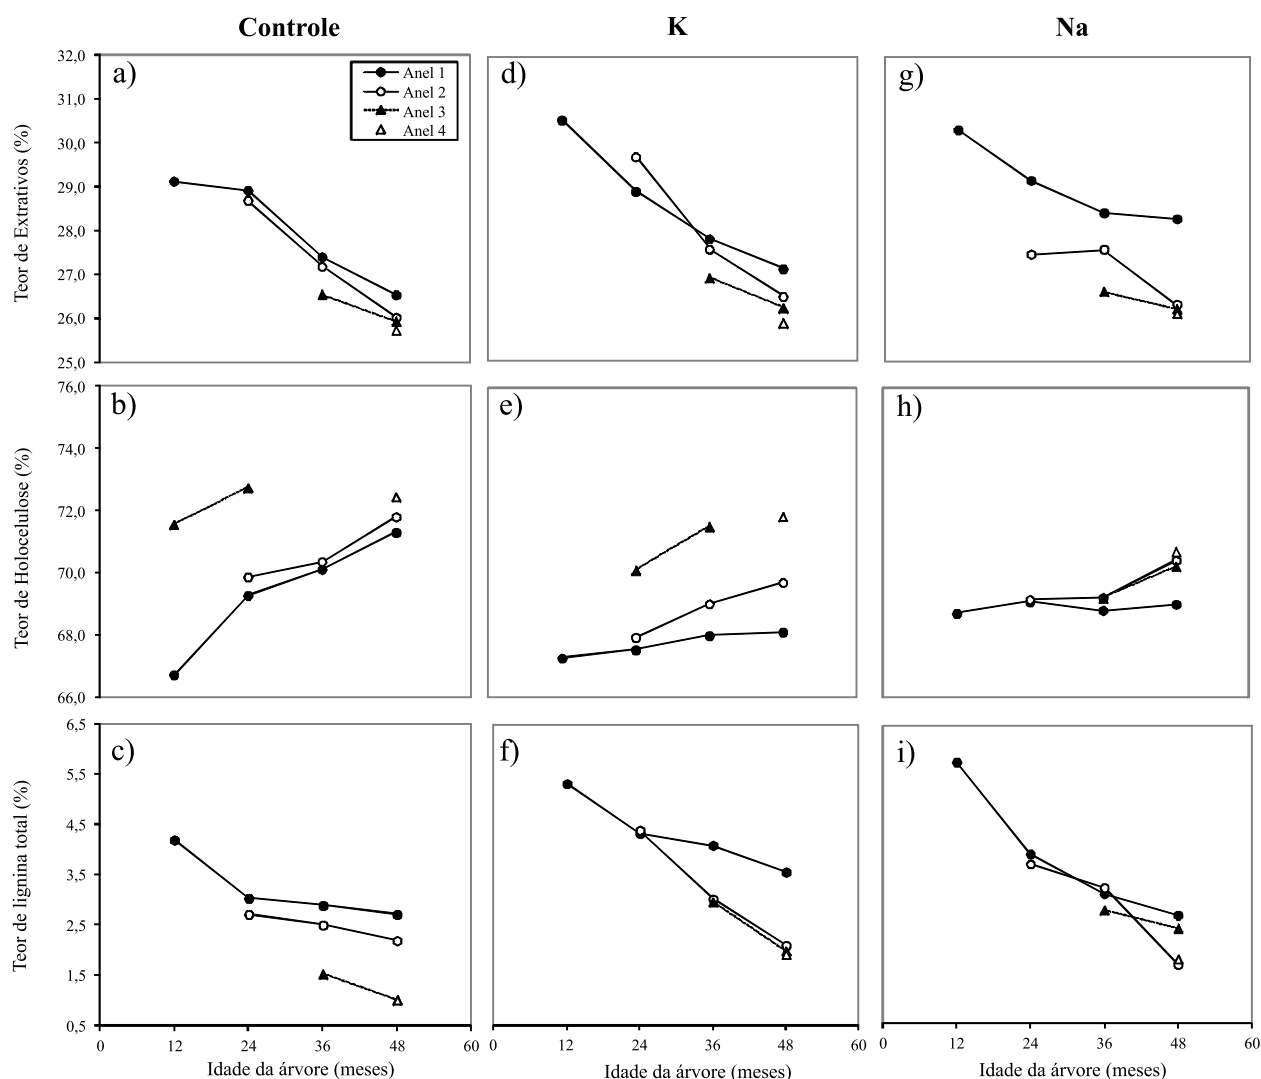 Controle
K
Na
Teor de Extrativos (%)
32,0
31,0
30,0
29,0
28,0
27,0
26,0
25,0
a)
Anel 1
Anel 2
Anel 3
Anel 4
d)
g)
Teor de Holocelulose (%)
76,0
74,0
72,0
70,0
68,0
66,0
b)
e)
h)
Teor de lignina total (%)
6,5
5,5
4,5
3,5
2,5
1,5
0,5
c)
f)
i)
0 12 24 36 48 60
0 12 24 36 48 60
0 12 24 36 48 60
Idade da árvore (meses)
Idade da árvore (meses)
Idade da árvore (meses)